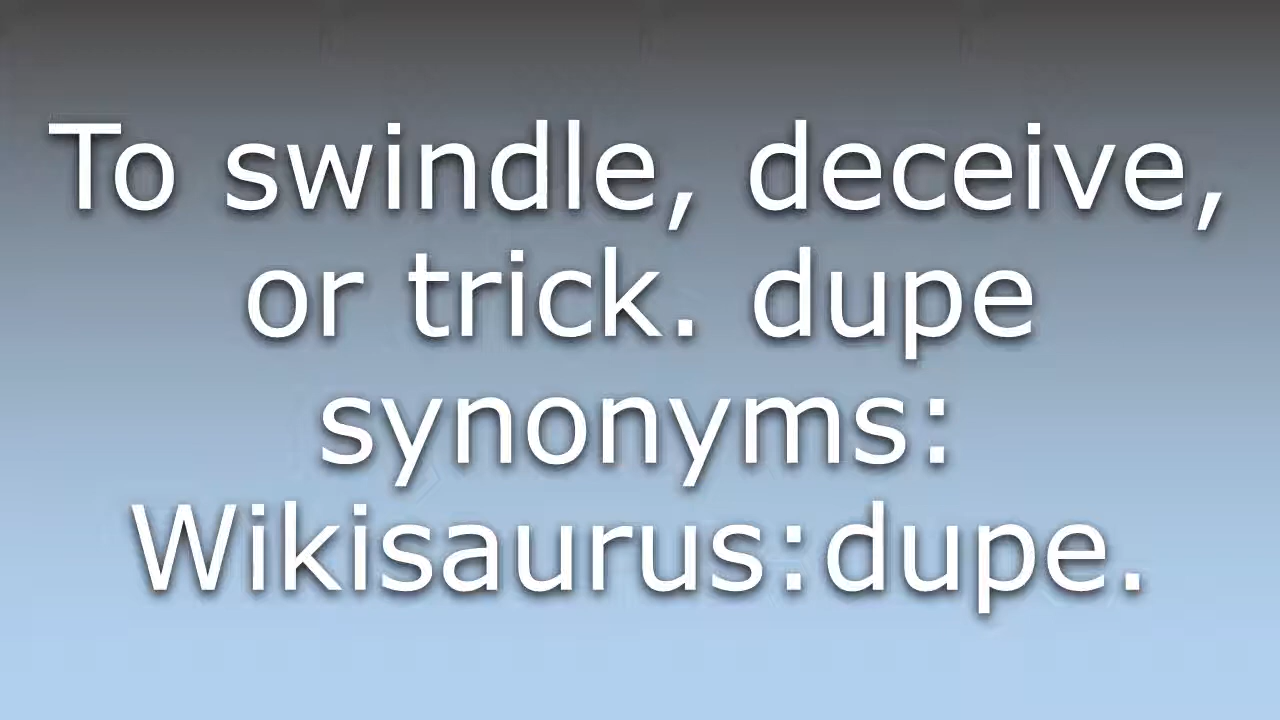 To swindle, deceive,
or trick. dupe
synonyms:
Wikisaurus:dupe.